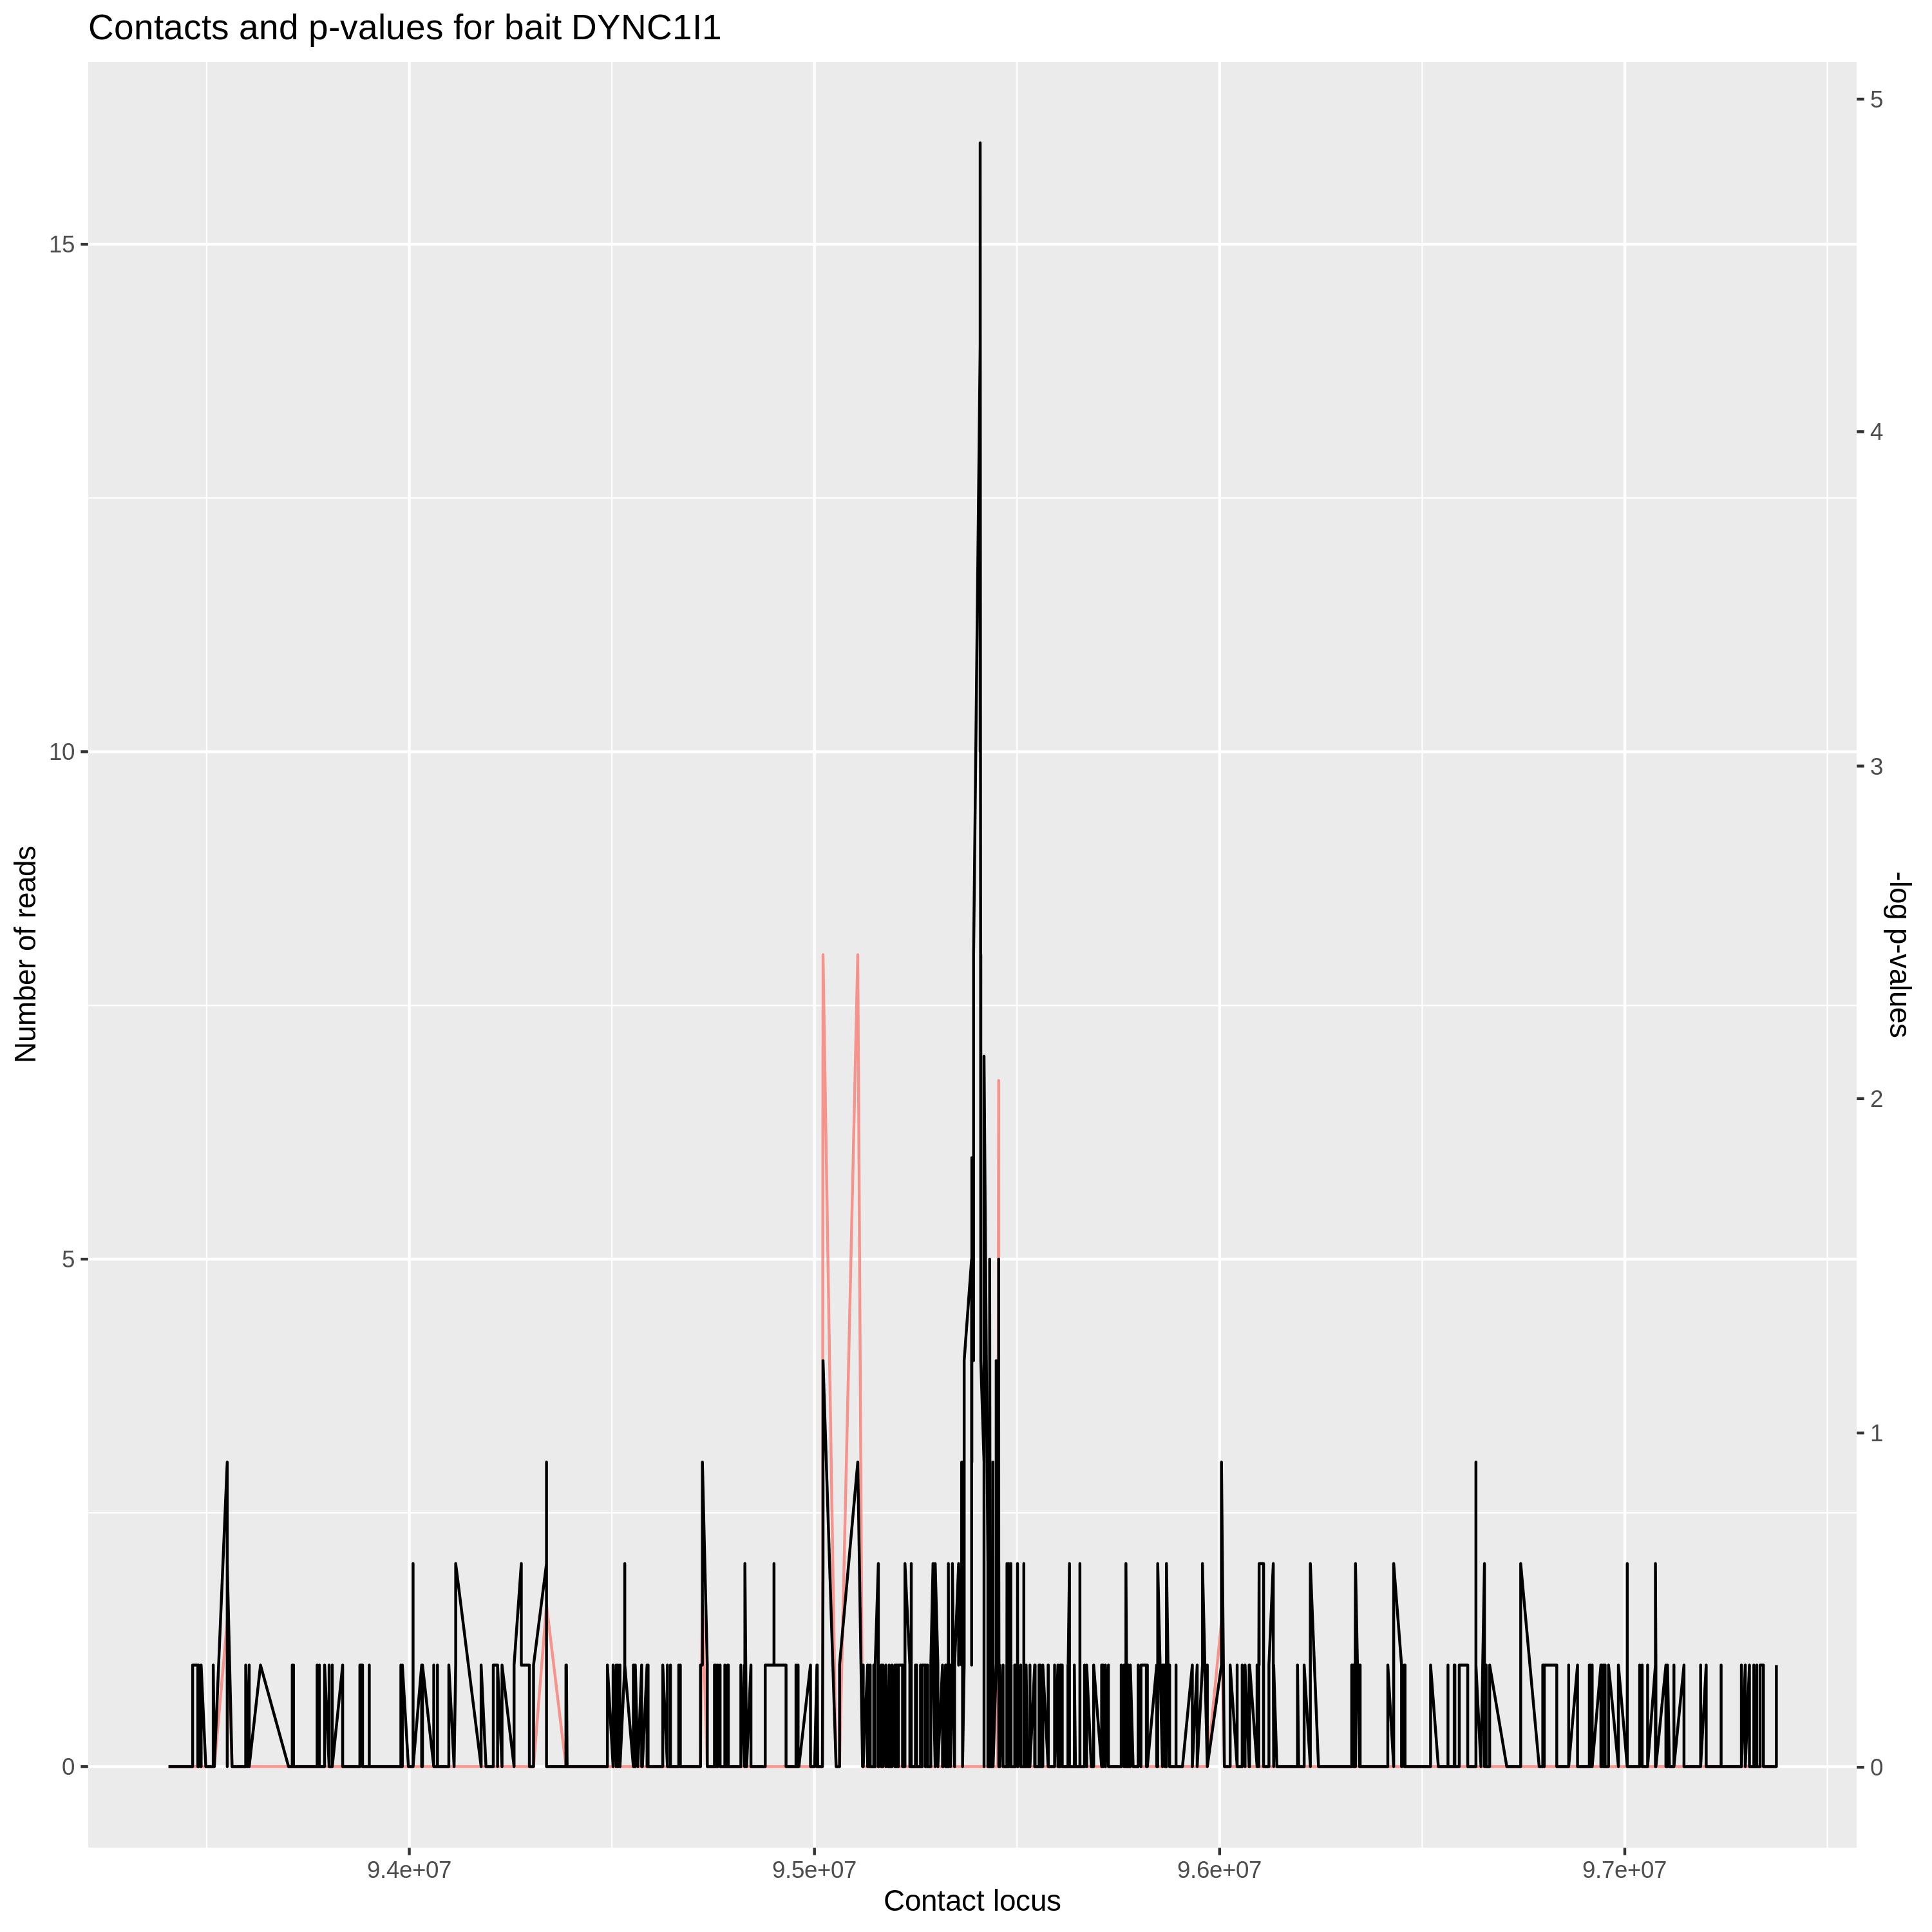 Contacts and p-values for bait DYNC1I1
Number of reads
15
10
5
0
5
4
3
2
1
0
-log p-values
9.4e+07 9.5e+07 9.6e+07 9.7e+07
Contact locus